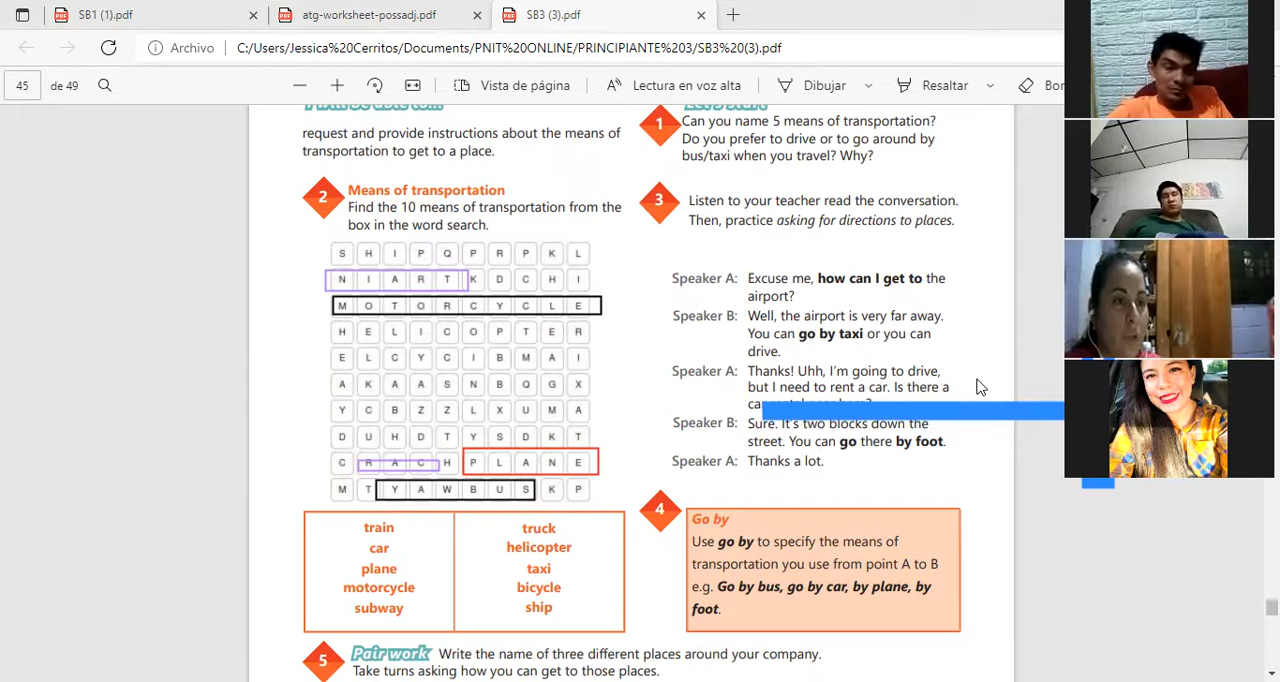 SB1 (1).pdf
atg-worksheet-possadj.pdf
SB3 (3).pdf
Archivo
C:/Users/Jessica%20Cerritos/Documents/PNIT%20ONLINE/PRINCIPIANTE%203/SB3%20(3).pdf
45 de 49
Vista de página
Lectura en voz alta
Dibujar
Resaltar
Bor
request and provide instructions about the means of
transportation to get to a place.
2 Means of transportation
Find the 10 means of transportation from the
box in the word search.
S H I P Q P R P K L
N I A R T K D C H I
M O T O R C Y C L E
H E L I C O P T E R
E L C Y C I B M A I
A K A A S N B Q G X
Y C B Z Z L X U M A
D U H D T Y S D K T
C R A C H P L A N E
M T Y A W B U S K P
train
car
plane
motorcycle
subway
truck
helicopter
taxi
bicycle
ship
1 Can you name 5 means of transportation?
Do you prefer to drive or to go around by
bus/taxi when you travel? Why?
3 Listen to your teacher read the conversation.
Then, practice asking for directions to places.
Speaker A: Excuse me, how can I get to the
airport?
Speaker B: Well, the airport is very far away.
You can go by taxi or you can
drive.
Speaker A: Thanks! Uhh, I'm going to drive,
but I need to rent a car. Is there a
Speaker B: Sure. It's two blocks down the
street. You can go there by foot.
Speaker A: Thanks a lot.
4 Go by
Use go by to specify the means of
transportation you use from point A to B
e.g. Go by bus, go by car, by plane, by
foot.
5 Pair work Write the name of three different places around your company.
Take turns asking how you can get to those places.